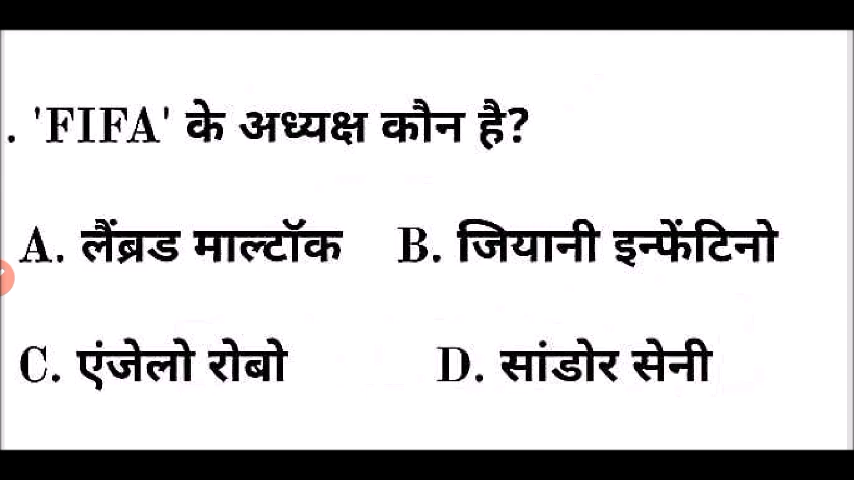 . 'FIFA' के अध्यक्ष कौन है?
A. लैंब्रड माल्टॉक B. जियानी इन्फेंटिनो
C. एंजेलो रोबो D. सांडोर सेनी